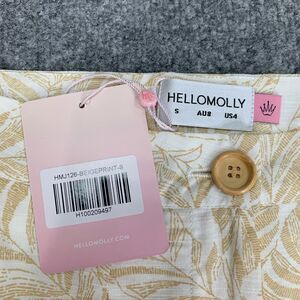 HELLOMOLLY
S AU8 US4
HMJ126-BEIGEPRINT-8
H100209497
HELLOMOLLY.COM